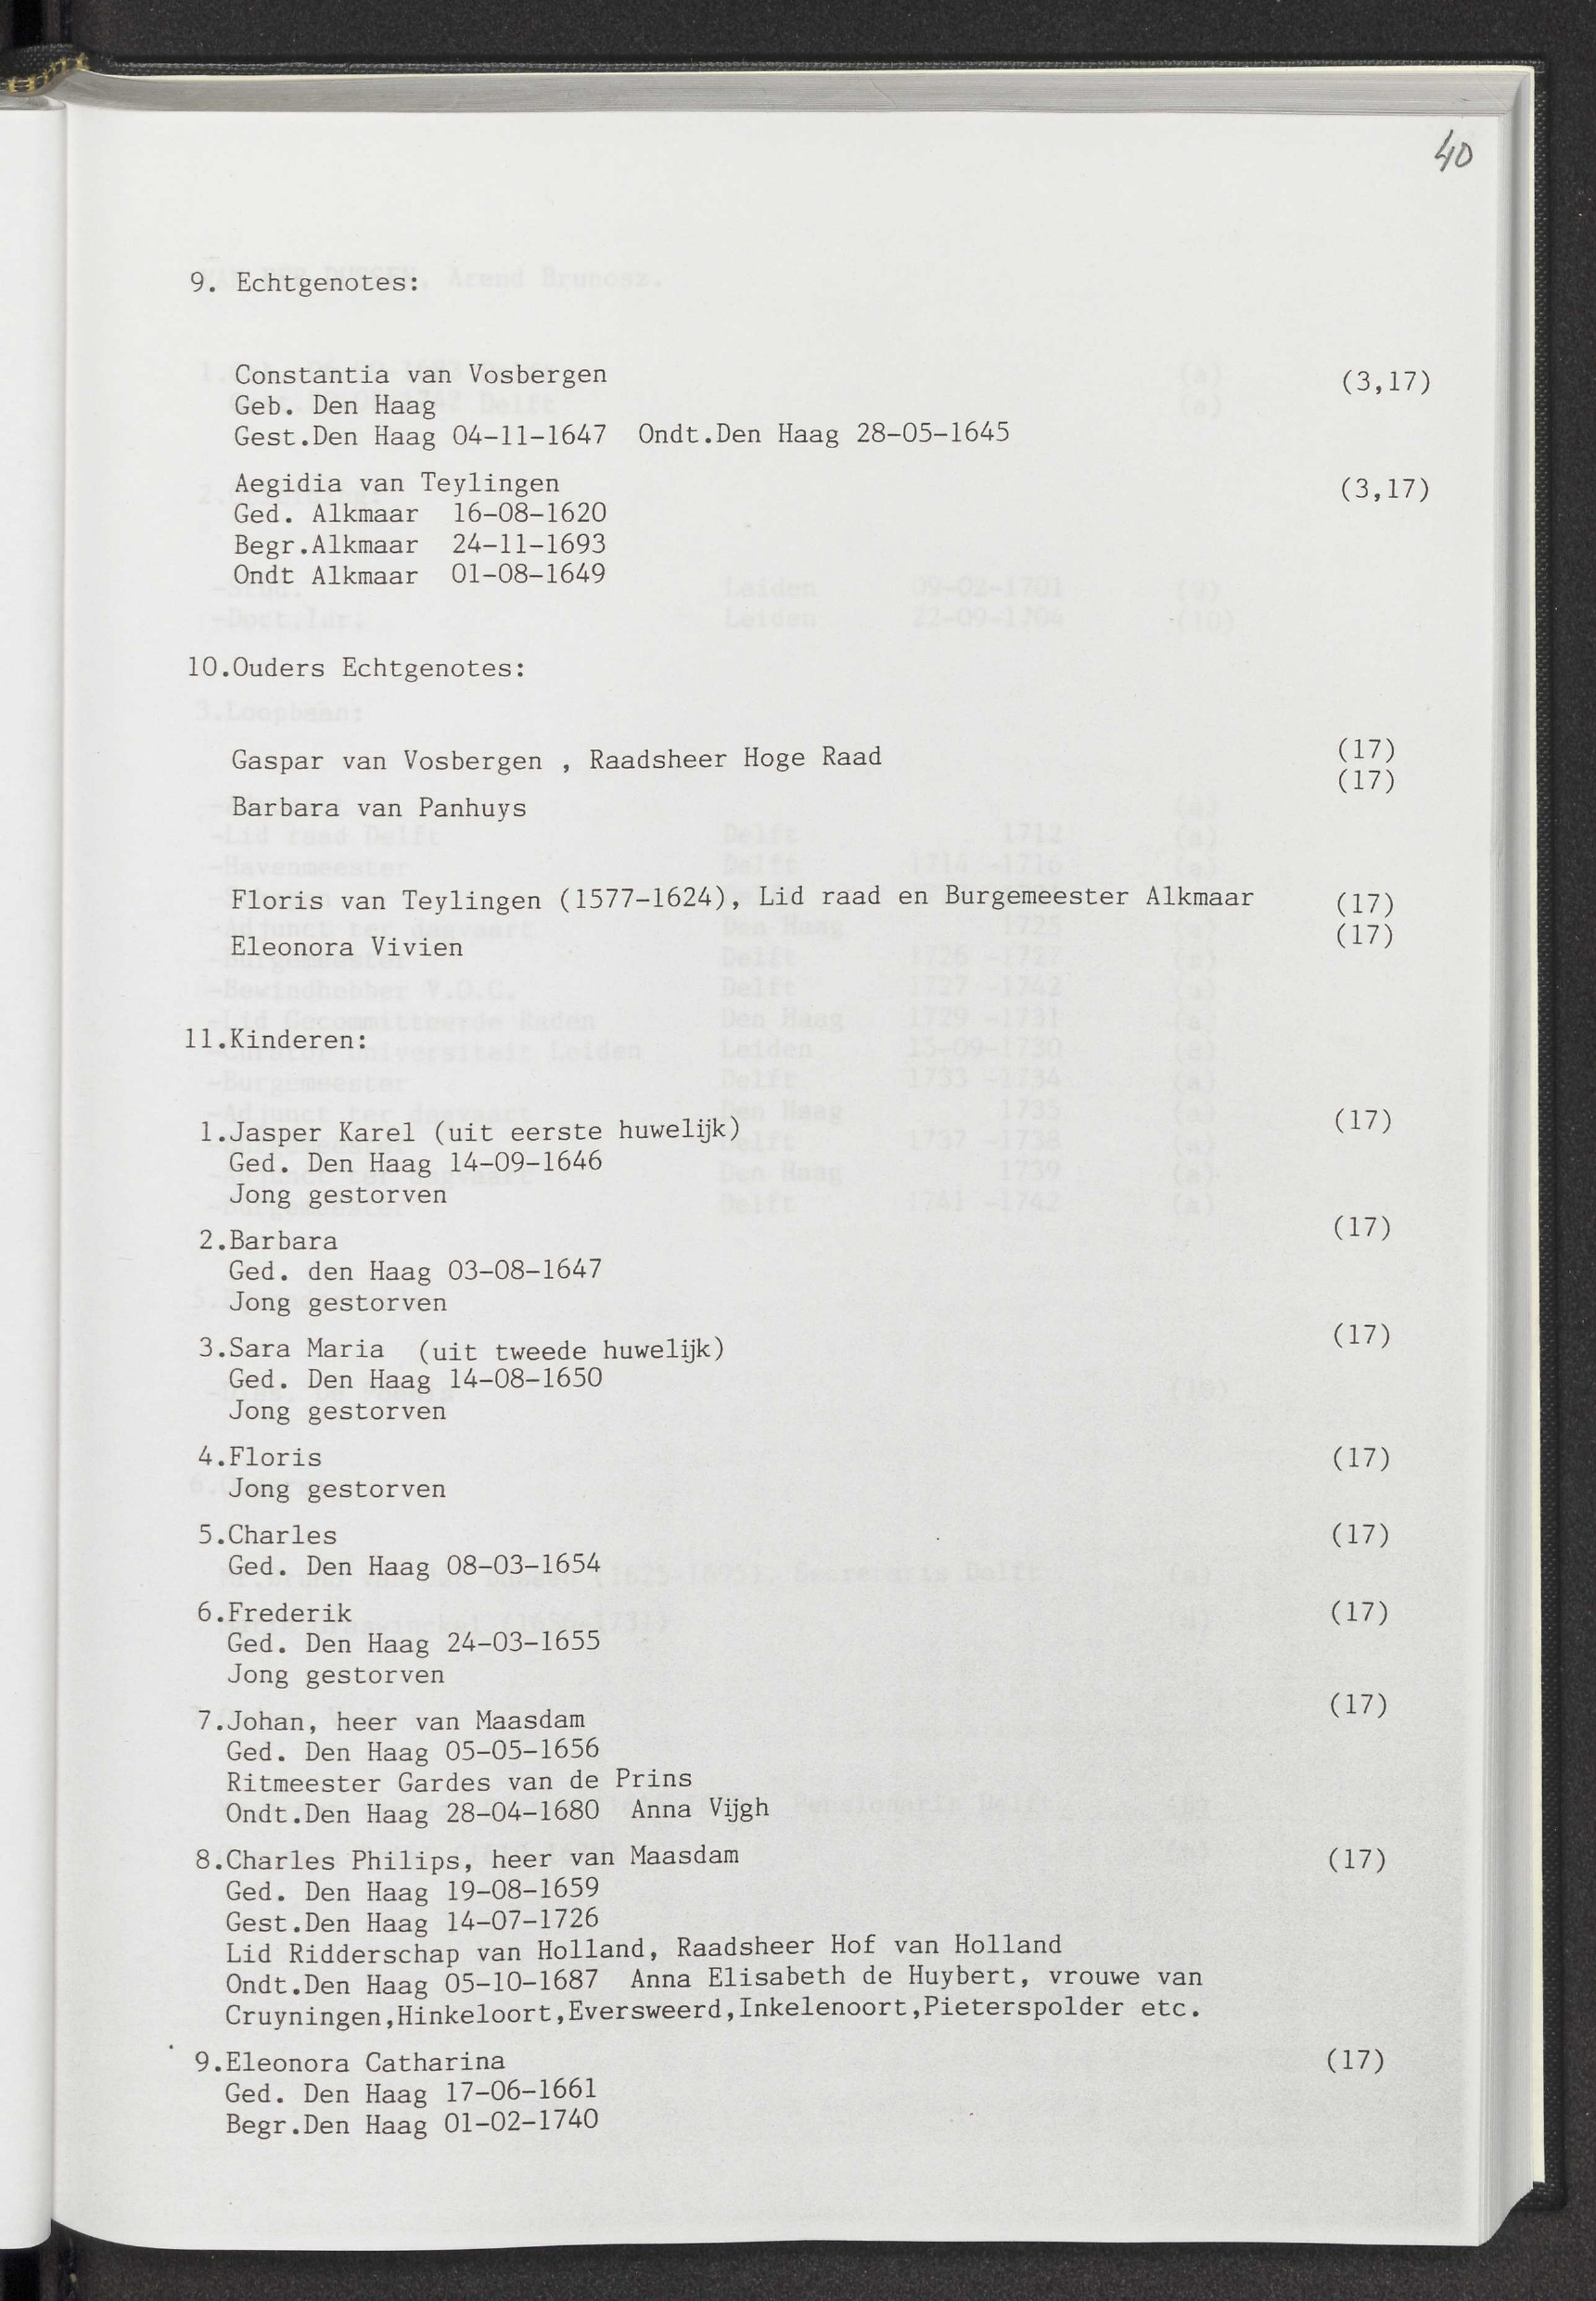 40
9. Echtgenotes:
Constantia van Vosbergen (3,17)
Geb. Den Haag
Gest.Den Haag 04-11-1647 Ondt.Den Haag 28-05-1645
Aegidia van Teylingen (3,17)
Ged. Alkmaar 16-08-1620
Begr.Alkmaar 24-11-1693
Ondt Alkmaar 01-08-1649
10.Ouders Echtgenotes:
Gaspar van Vosbergen , Raadsheer Hoge Raad (17)
(17)
Barbara van Panhuys
Floris van Teylingen (1577-1624), Lid raad en Burgemeester Alkmaar (17)
Eleonora Vivien (17)
11.Kinderen:
1.Jasper Karel (uit eerste huwelijk) (17)
Ged. Den Haag 14-09-1646
Jong gestorven
2.Barbara (17)
Ged. den Haag 03-08-1647
Jong gestorven
3.Sara Maria (uit tweede huwelijk) (17)
Ged. Den Haag 14-08-1650
Jong gestorven
4.Floris (17)
Jong gestorven
5.Charles (17)
Ged. Den Haag 08-03-1654
6.Frederik (17)
Ged. Den Haag 24-03-1655
Jong gestorven
7.Johan, heer van Maasdam (17)
Ged. Den Haag 05-05-1656
Ritmeester Gardes van de Prins
Ondt.Den Haag 28-04-1680 Anna Vijgh
8.Charles Philips, heer van Maasdam (17)
Ged. Den Haag 19-08-1659
Gest.Den Haag 14-07-1726
Lid Ridderschap van Holland, Raadsheer Hof van Holland
Ondt.Den Haag 05-10-1687 Anna Elisabeth de Huybert, vrouwe van
Cruyningen,Hinkeloort,Eversweerd,Inkelenoort,Pieterspolder etc.
9.Eleonora Catharina (17)
Ged. Den Haag 17-06-1661
Begr.Den Haag 01-02-1740